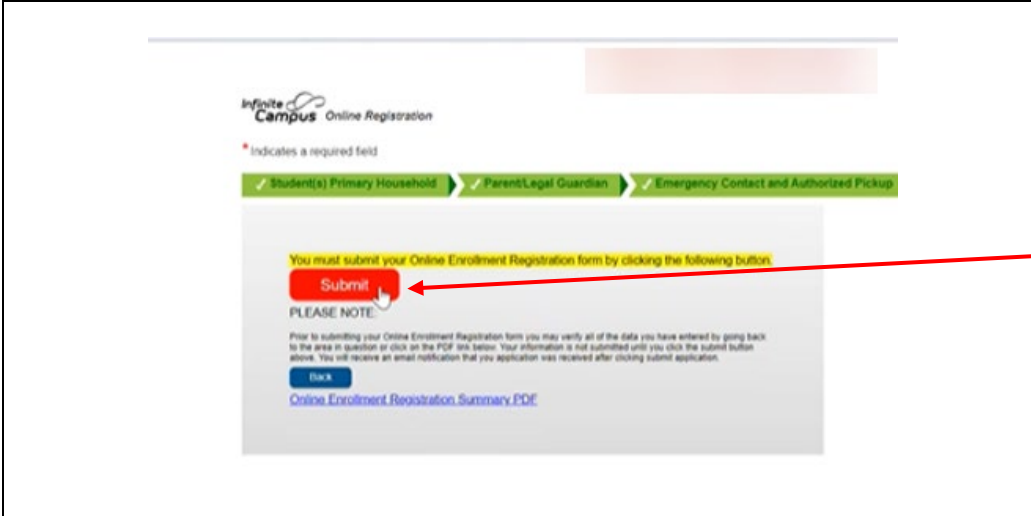 Infinite
Campus Online Registration
* Indicates a required field
Student(s) Primary Household Parent/Legal Guardian Emergency Contact and Authorized Pickup
You must submit your Online Enrollment Registration form by clicking the following button.
Submit
PLEASE NOTE:
Prior to submitting your Online Enrollment Registration form you may verify all of the data you have entered by going back
to the area in question or click on the PDF link below. Your information is not submitted until you click the submit button
above. You will receive an email notification that you application was received after clicking submit application.
Back
Online Enrollment Registration Summary PDF